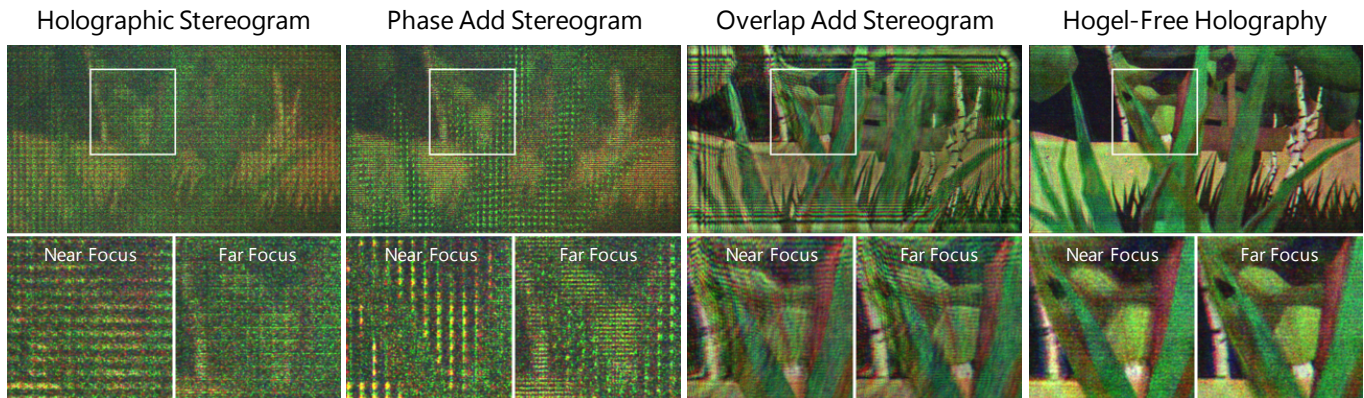 Holographic Stereogram
Phase Add Stereogram
Overlap Add Stereogram
Hogel-Free Holography
Near Focus
Far Focus
Near Focus
Far Focus
Near Focus
Far Focus
Near Focus
Far Focus